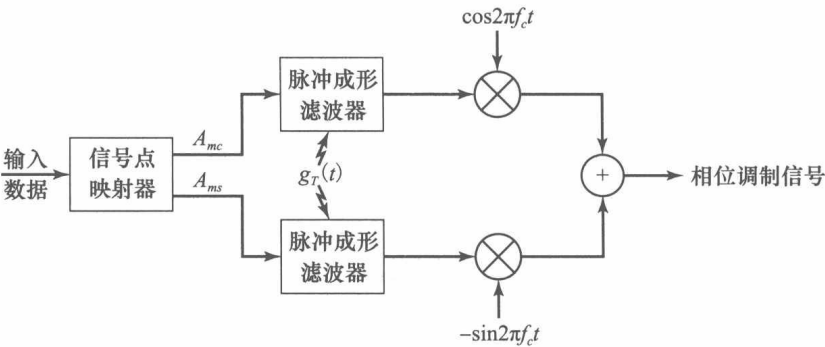 cos2πf_ct
脉冲成形
滤波器
A_mc
输入
数据
信号点
映射器
g_T(t)
+
相位调制信号
A_ms
脉冲成形
滤波器
−sin2πf_ct